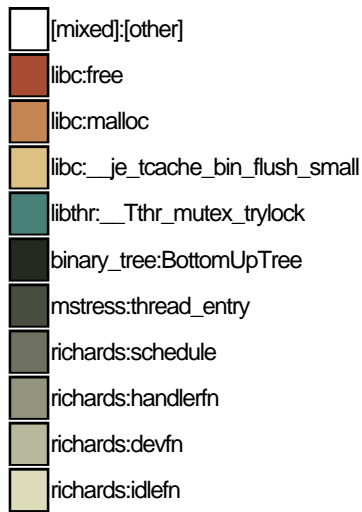 [mixed]:[other]
libc:free
libc:malloc
libc:__je_tcache_bin_flush_small
libthr:__Tthr_mutex_trylock
binary_tree:BottomUpTree
mstress:thread_entry
richards:schedule
richards:handlerfn
richards:devfn
richards:idlefn